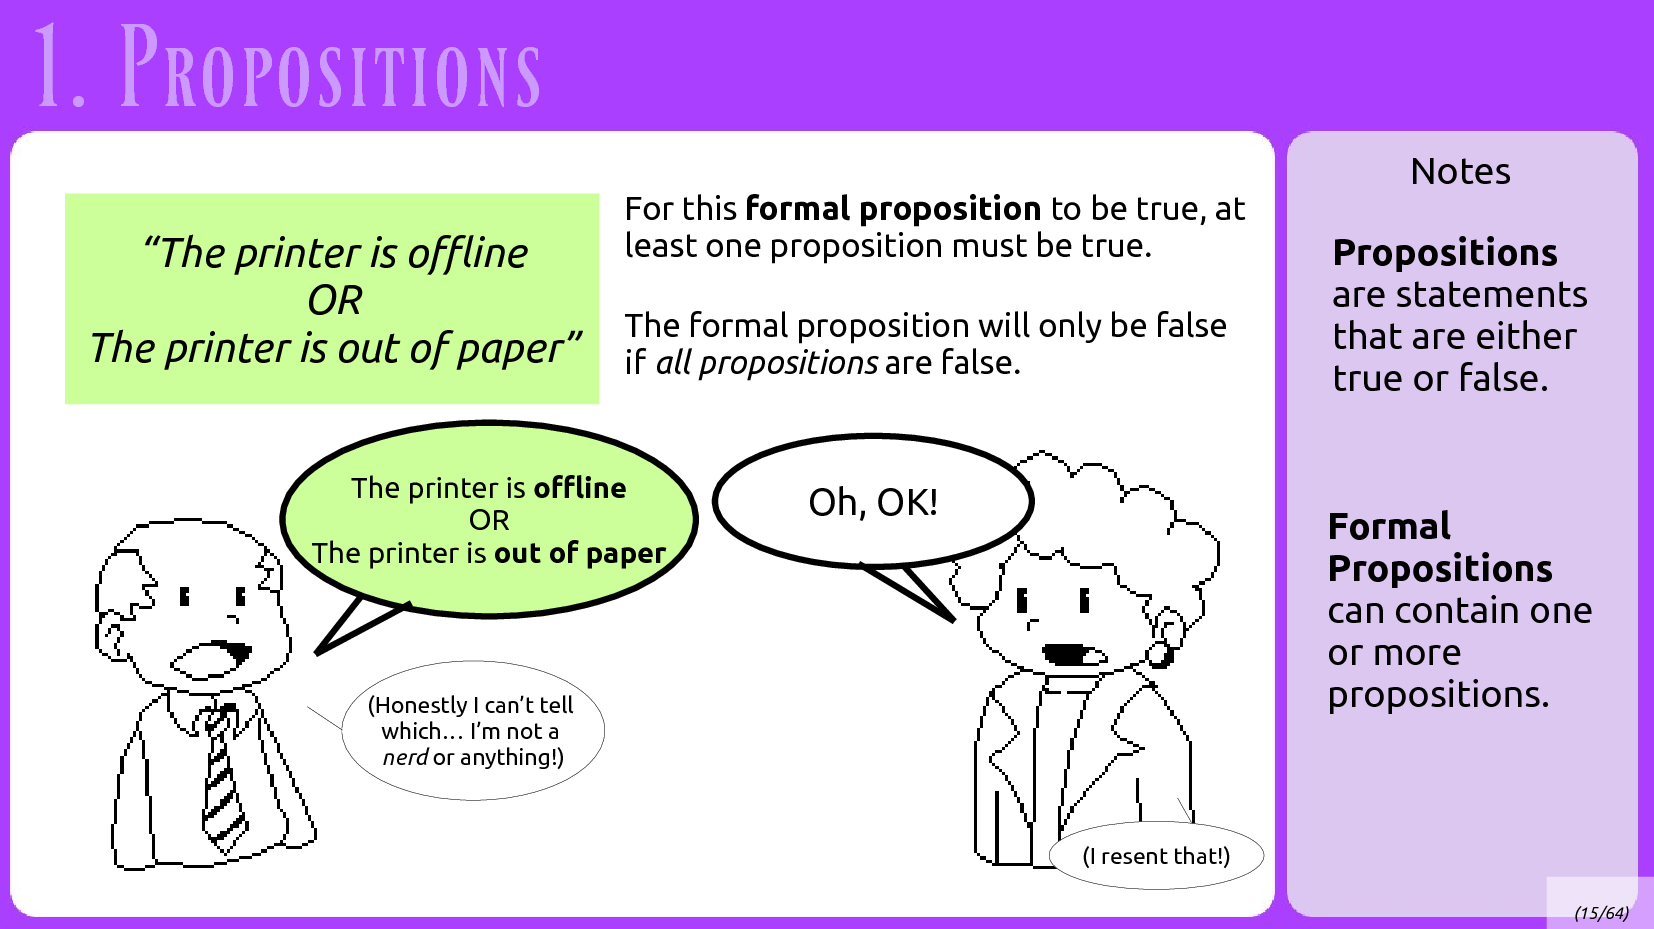 1. Propositions
“The printer is offline
OR
The printer is out of paper”
For this formal proposition to be true, at
least one proposition must be true.
The formal proposition will only be false
if all propositions are false.
The printer is offline
OR
The printer is out of paper
Oh, OK!
(Honestly I can’t tell
which… I’m not a
nerd or anything!)
(I resent that!)
Notes
Propositions
are statements
that are either
true or false.
Formal
Propositions
can contain one
or more
propositions.
(15/64)